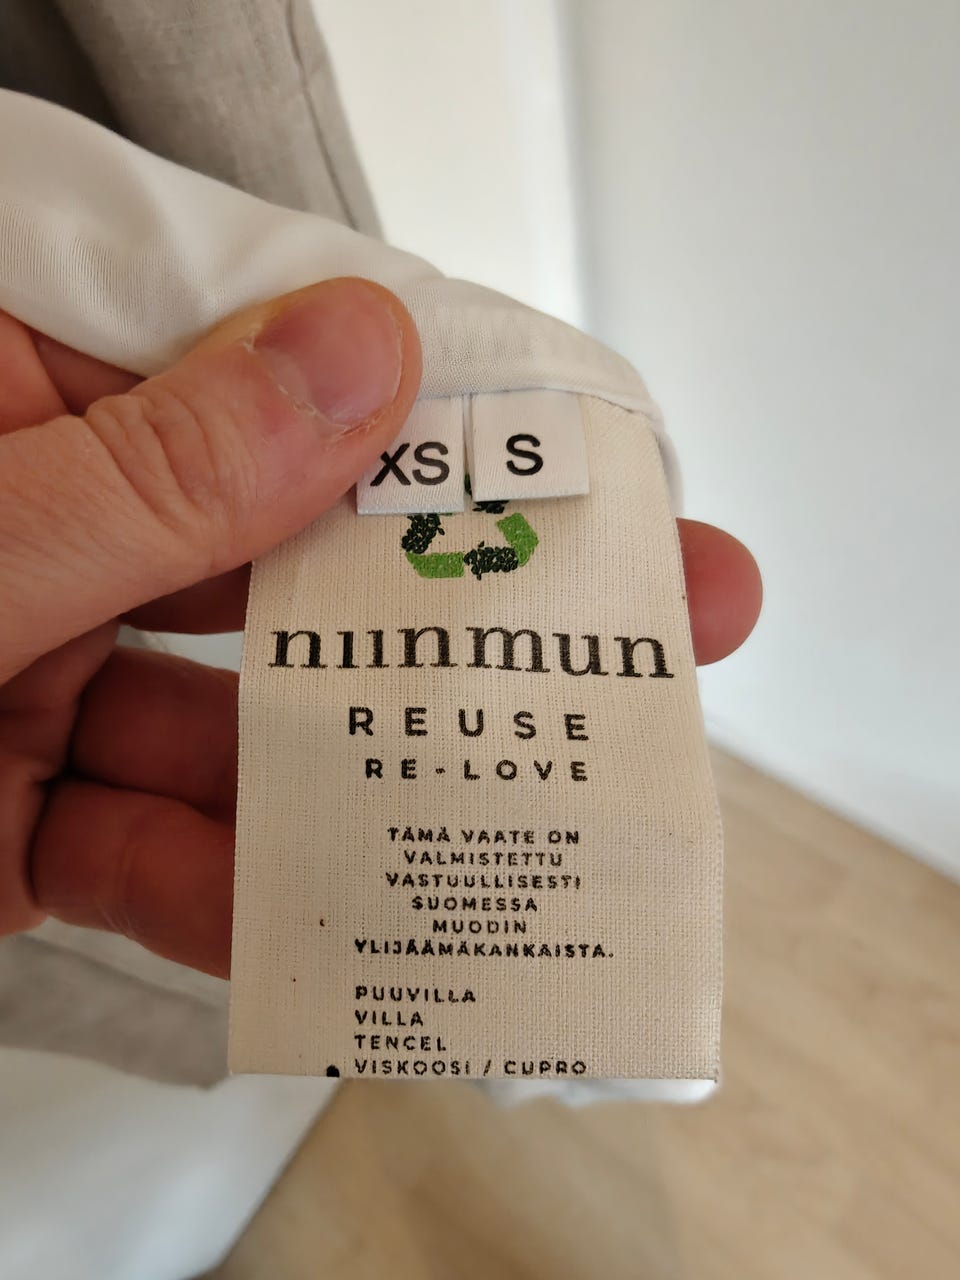 XS S
niinmun
REUSE
RE-LOVE
TÄMÄ VAATE ON
VALMISTETTU
VASTUULLISESTI
SUOMESSA
MUODIN
YLIJÄÄMÄKANKAISTA.
PUUVILLA
VILLA
TENCEL
VISKOOSI / CUPRO